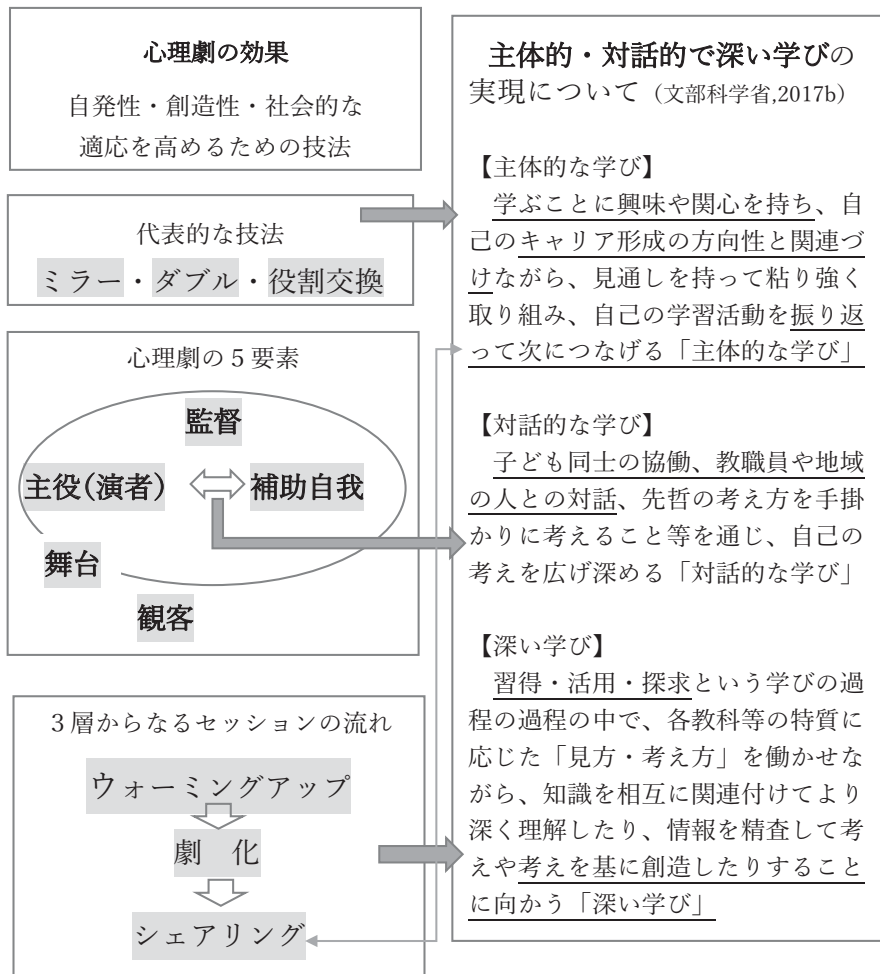 心理劇の効果
自発性・創造性・社会的な
適応を高めるための技法
代表的な技法
ミラー・ダブル・役割交換
心理劇の5要素
監督
主役(演者)
補助自我
舞台
観客
3層からなるセッションの流れ
ウォーミングアップ
劇　化
シェアリング
主体的・対話的で深い学びの
実現について（文部科学省,2017b）
【主体的な学び】
学ぶことに興味や関心を持ち、自
己のキャリア形成の方向性と関連づ
けながら、見通しを持って粘り強く
取り組み、自己の学習活動を振り返
って次につなげる「主体的な学び」
【対話的な学び】
子ども同士の協働、教職員や地域
の人との対話、先哲の考え方を手掛
かりに考えること等を通じ、自己の
考えを広げ深める「対話的な学び」
【深い学び】
習得・活用・探求という学びの過
程の過程の中で、各教科等の特質に
応じた「見方・考え方」を働かせな
がら、知識を相互に関連付けてより
深く理解したり、情報を精査して考
えや考えを基に創造したりすること
に向かう「深い学び」